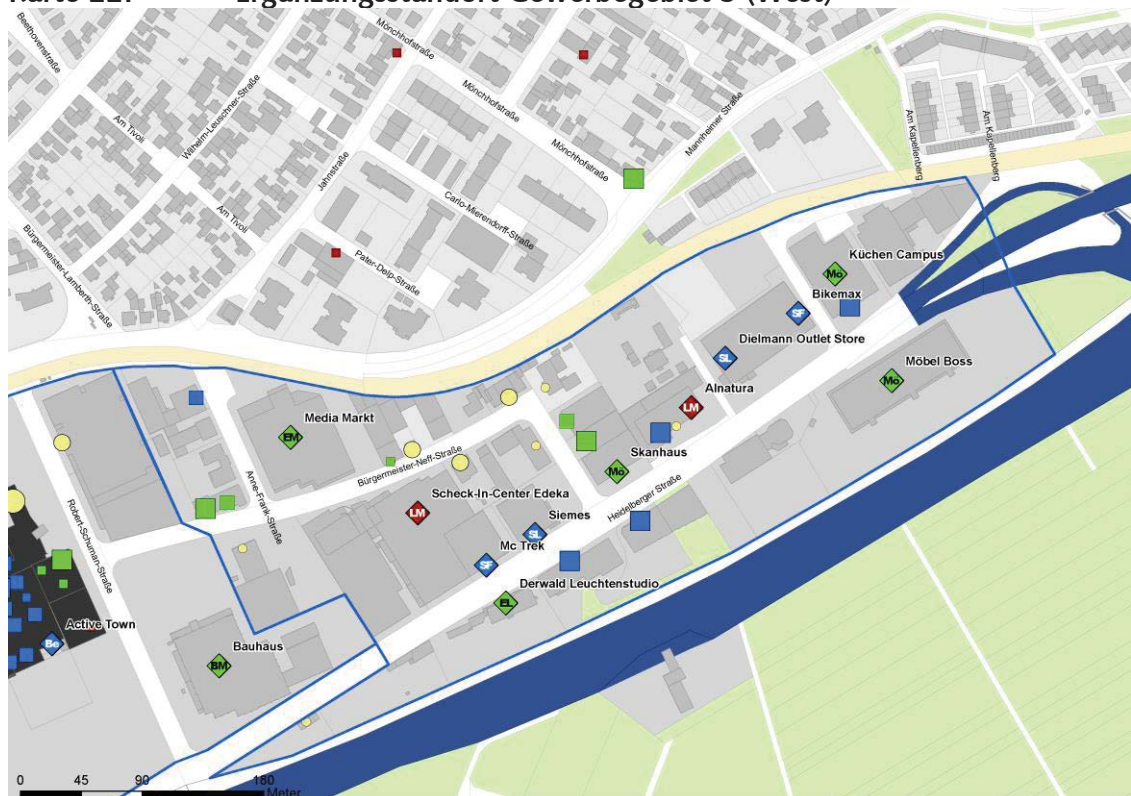 Beethovenstraße
Mönchhofstraße
Mönchhofstraße
Am Tivoli
Wilhelm-Leuschner-Straße
Mönchhofstraße
Mannheimer Straße
Am Kapellenberg
Am Kapellenberg
Jahnstraße
Carlo-Mierendorff-Straße
Am Tivoli
Pater-Delp-Straße
Bürgermeister-Lamberth-Straße
Küchen Campus
Mo
Bikemax
SF
Dielmann Outlet Store
SL
Möbel Boss
Mo
Alnatura
LM
Media Markt
EM
Skanhaus
Mo
Bürgermeister-Neff-Straße
Anne-Frank-Straße
Robert-Schuman-Straße
Scheck-In-Center Edeka
LM
Siemes
SL
Heidelberger Straße
Mc Trek
SF
Derwald Leuchtenstudio
EL
Active Town
Be
Bauhaus
BM
0 45 90 180
Meter